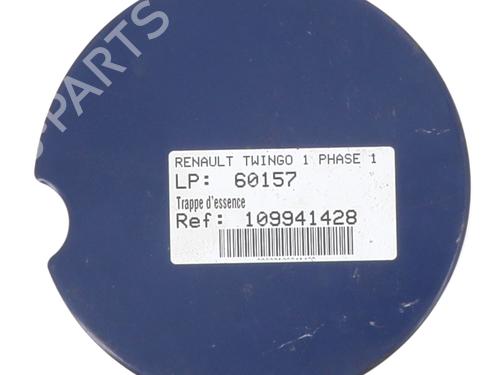 PARTS
RENAULT TWINGO 1 PHASE 1
LP: 60157
Trappe d'essence
Ref: 109941428